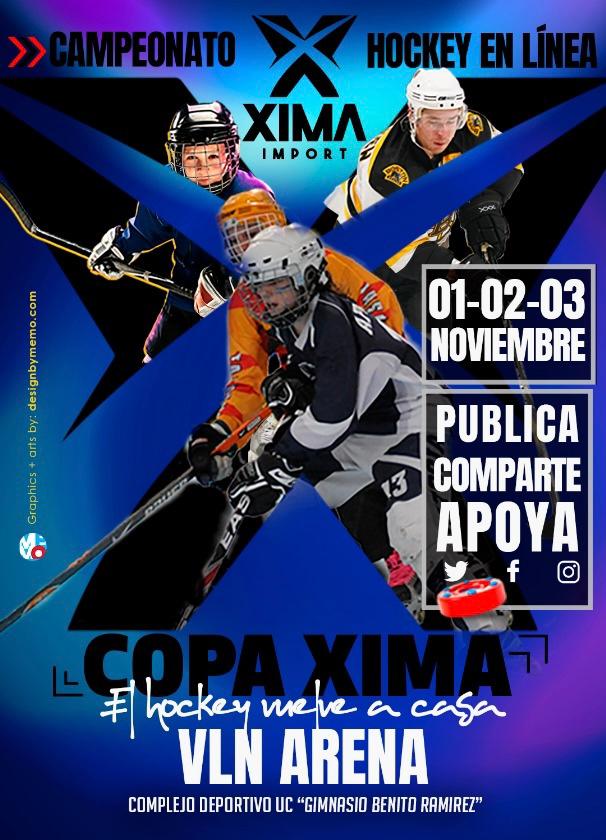 CAMPEONATO
HOCKEY EN LÍNEA
XIMA
IMPORT
01-02-03
NOVIEMBRE
PUBLICA
COMPARTE
APOYA
Graphics + arts by: designbymemo.com
13
COPA XIMA
El hockey vuelve a casa
VLN ARENA
COMPLEJO DEPORTIVO UC “GIMNASIO BENITO RAMIREZ”